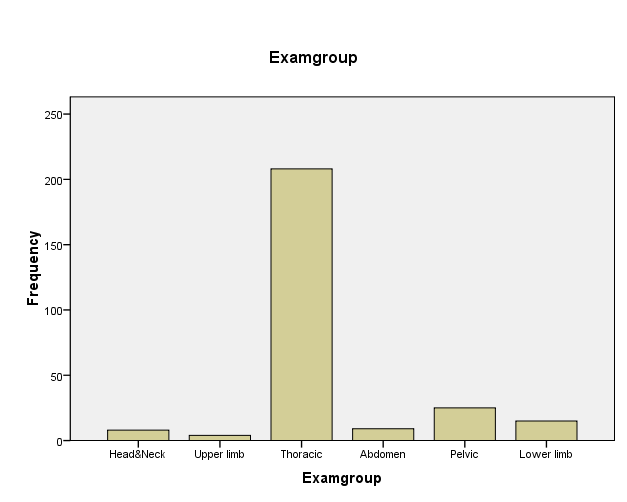 Examgroup
250
200
150
100
50
0
Frequency
Head&Neck Upper limb Thoracic Abdomen Pelvic Lower limb
Examgroup